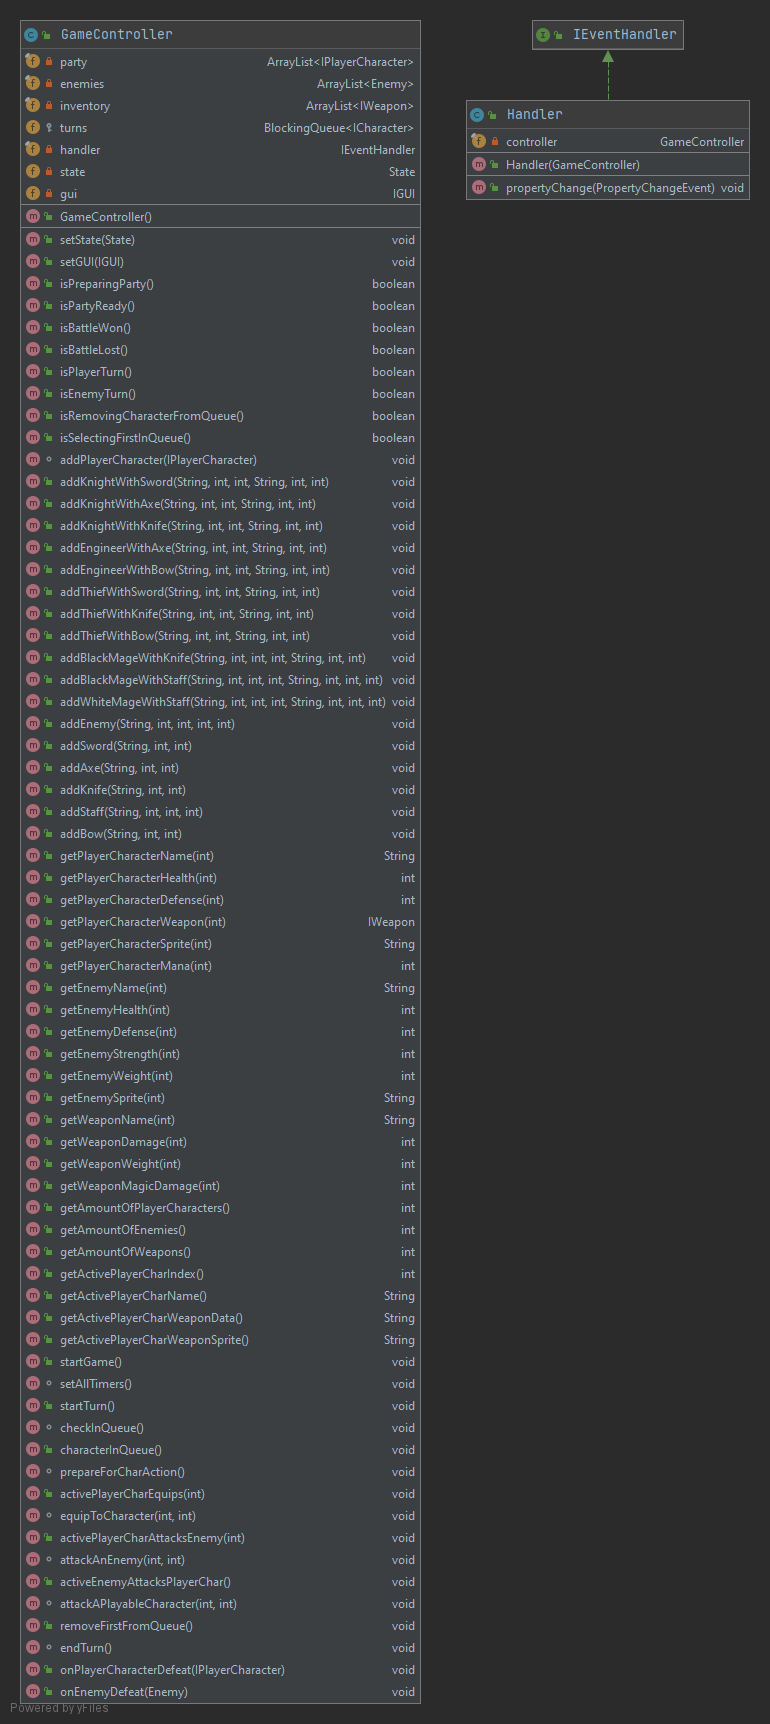 GameController
party ArrayList<IPlayerCharacter>
enemies ArrayList<Enemy>
inventory ArrayList<IWeapon>
turns BlockingQueue<ICharacter>
handler IEventHandler
state State
gui IGUI
GameController()
setState(State) void
setGUI(IGUI) void
isPreparingParty() boolean
isPartyReady() boolean
isBattleWon() boolean
isBattleLost() boolean
isPlayerTurn() boolean
isEnemyTurn() boolean
isRemovingCharacterFromQueue() boolean
isSelectingFirstInQueue() boolean
addPlayerCharacter(IPlayerCharacter) void
addKnightWithSword(String, int, int, String, int, int) void
addKnightWithAxe(String, int, int, String, int, int) void
addKnightWithKnife(String, int, int, String, int, int) void
addEngineerWithAxe(String, int, int, String, int, int) void
addEngineerWithBow(String, int, int, String, int, int) void
addThiefWithSword(String, int, int, String, int, int) void
addThiefWithKnife(String, int, int, String, int, int) void
addThiefWithBow(String, int, int, String, int, int) void
addBlackMageWithKnife(String, int, int, int, String, int, int) void
addBlackMageWithStaff(String, int, int, int, String, int, int, int) void
addWhiteMageWithStaff(String, int, int, int, String, int, int, int) void
addEnemy(String, int, int, int, int) void
addSword(String, int, int) void
addAxe(String, int, int) void
addKnife(String, int, int) void
addStaff(String, int, int, int) void
addBow(String, int, int) void
getPlayerCharacterName(int) String
getPlayerCharacterHealth(int) int
getPlayerCharacterDefense(int) int
getPlayerCharacterWeapon(int) IWeapon
getPlayerCharacterSprite(int) String
getPlayerCharacterMana(int) int
getEnemyName(int) String
getEnemyHealth(int) int
getEnemyDefense(int) int
getEnemyStrength(int) int
getEnemyWeight(int) int
getEnemySprite(int) String
getWeaponName(int) String
getWeaponDamage(int) int
getWeaponWeight(int) int
getWeaponMagicDamage(int) int
getAmountOfPlayerCharacters() int
getAmountOfEnemies() int
getAmountOfWeapons() int
getActivePlayerCharIndex() int
getActivePlayerCharName() String
getActivePlayerCharWeaponData() String
getActivePlayerCharWeaponSprite() String
startGame() void
setAllTimers() void
startTurn() void
checkInQueue() void
characterInQueue() void
prepareForCharAction() void
activePlayerCharEquips(int) void
equipToCharacter(int, int) void
activePlayerCharAttacksEnemy(int) void
attackAnEnemy(int, int) void
activeEnemyAttacksPlayerChar() void
attackAPlayableCharacter(int, int) void
removeFirstFromQueue() void
endTurn() void
onPlayerCharacterDefeat(IPlayerCharacter) void
onEnemyDefeat(Enemy) void
Powered by yFiles
IEventHandler
Handler
controller GameController
Handler(GameController)
propertyChange(PropertyChangeEvent) void